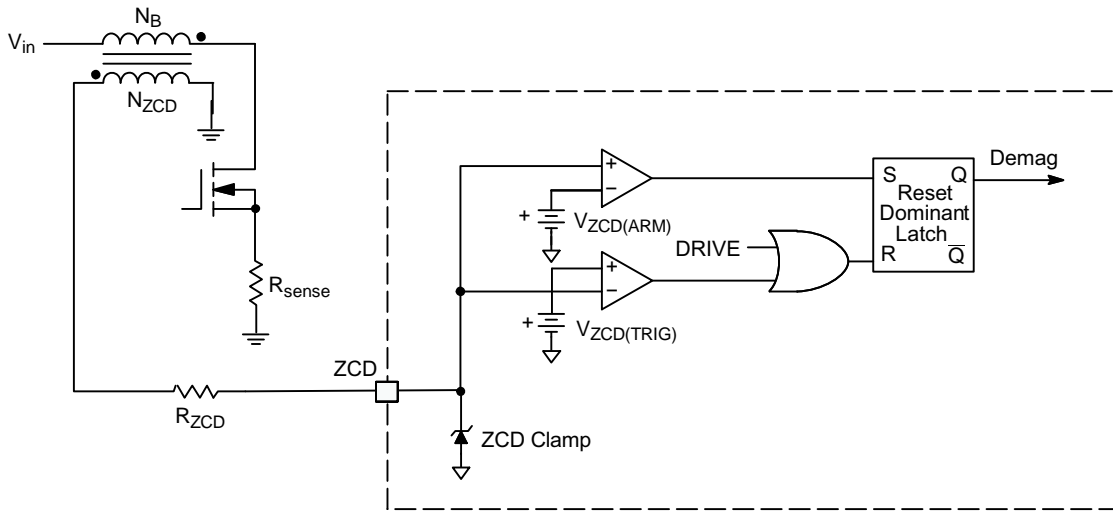 N_B
V_in
N_ZCD
R_sense
R_ZCD
ZCD
+
−
+
V_ZCD(ARM)
+
−
+
V_ZCD(TRIG)
ZCD Clamp
DRIVE
S Q
Reset
Dominant
Latch
R Q̅
Demag